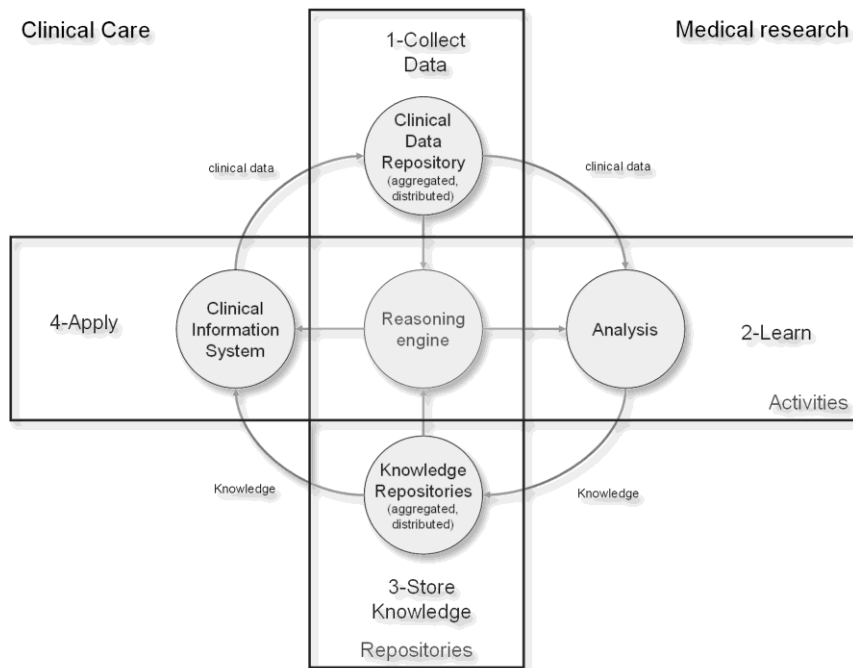 Clinical Care
1-Collect
Data
Medical research
Clinical
Data
Repository
(aggregated,
distributed)
clinical data
clinical data
4-Apply
Clinical
Information
System
Reasoning
engine
Analysis
2-Learn
Activities
Knowledge
Repositories
(aggregated,
distributed)
Knowledge
Knowledge
3-Store
Knowledge
Repositories